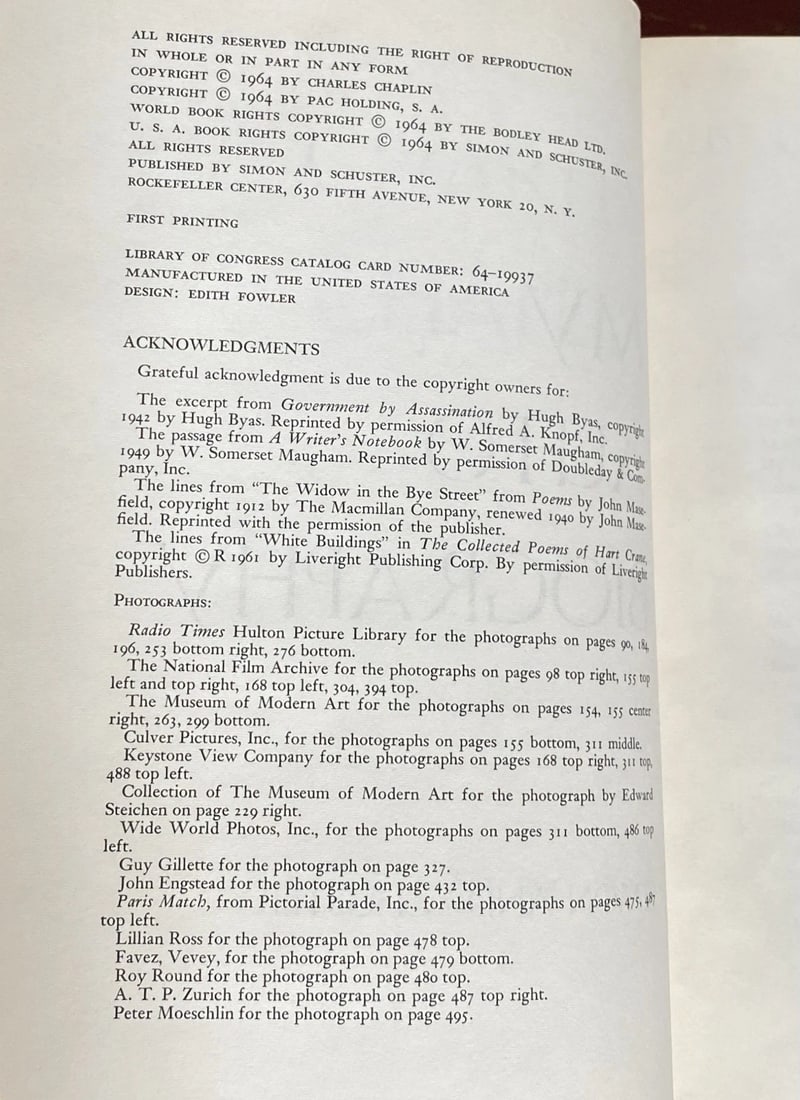 ALL RIGHTS RESERVED INCLUDING THE RIGHT OF REPRODUCTION
IN WHOLE OR IN PART IN ANY FORM
COPYRIGHT © 1964 BY CHARLES CHAPLIN
COPYRIGHT © 1964 BY PAC HOLDING, S. A.
WORLD BOOK RIGHTS COPYRIGHT © 1964 BY THE BODLEY HEAD LTD.
U. S. A. BOOK RIGHTS COPYRIGHT © 1964 BY SIMON AND SCHUSTER, INC.
ALL RIGHTS RESERVED
PUBLISHED BY SIMON AND SCHUSTER, INC.
ROCKEFELLER CENTER, 630 FIFTH AVENUE, NEW YORK 20, N. Y.
FIRST PRINTING
LIBRARY OF CONGRESS CATALOG CARD NUMBER: 64-19937
MANUFACTURED IN THE UNITED STATES OF AMERICA
DESIGN: EDITH FOWLER
ACKNOWLEDGMENTS
Grateful acknowledgment is due to the copyright owners for:
The excerpt from Government by Assassination by Hugh Byas, copyright
1942 by Hugh Byas. Reprinted by permission of Alfred A. Knopf, Inc.
The passage from A Writer's Notebook by W. Somerset Maugham, copyright
1949 by W. Somerset Maugham. Reprinted by permission of Doubleday & Com-
pany, Inc.
The lines from "The Widow in the Bye Street" from Poems by John Mase-
field, copyright 1912 by The Macmillan Company, renewed 1940 by John Mase-
field. Reprinted with the permission of the publisher.
The lines from "White Buildings" in The Collected Poems of Hart Crane,
copyright © R 1961 by Liveright Publishing Corp. By permission of Liveright
Publishers.
PHOTOGRAPHS:
Radio Times Hulton Picture Library for the photographs on pages 90, 184,
196, 253 bottom right, 276 bottom.
The National Film Archive for the photographs on pages 98 top right, 155 top
left and top right, 168 top left, 304, 394 top.
The Museum of Modern Art for the photographs on pages 154, 155 center
right, 263, 299 bottom.
Culver Pictures, Inc., for the photographs on pages 155 bottom, 311 middle.
Keystone View Company for the photographs on pages 168 top right, 311 top,
488 top left.
Collection of The Museum of Modern Art for the photograph by Edward
Steichen on page 229 right.
Wide World Photos, Inc., for the photographs on pages 311 bottom, 486 top
left.
Guy Gillette for the photograph on page 327.
John Engstead for the photograph on page 432 top.
Paris Match, from Pictorial Parade, Inc., for the photographs on pages 475, 487
top left.
Lillian Ross for the photograph on page 478 top.
Favez, Vevey, for the photograph on page 479 bottom.
Roy Round for the photograph on page 480 top.
A. T. P. Zurich for the photograph on page 487 top right.
Peter Moeschlin for the photograph on page 495.